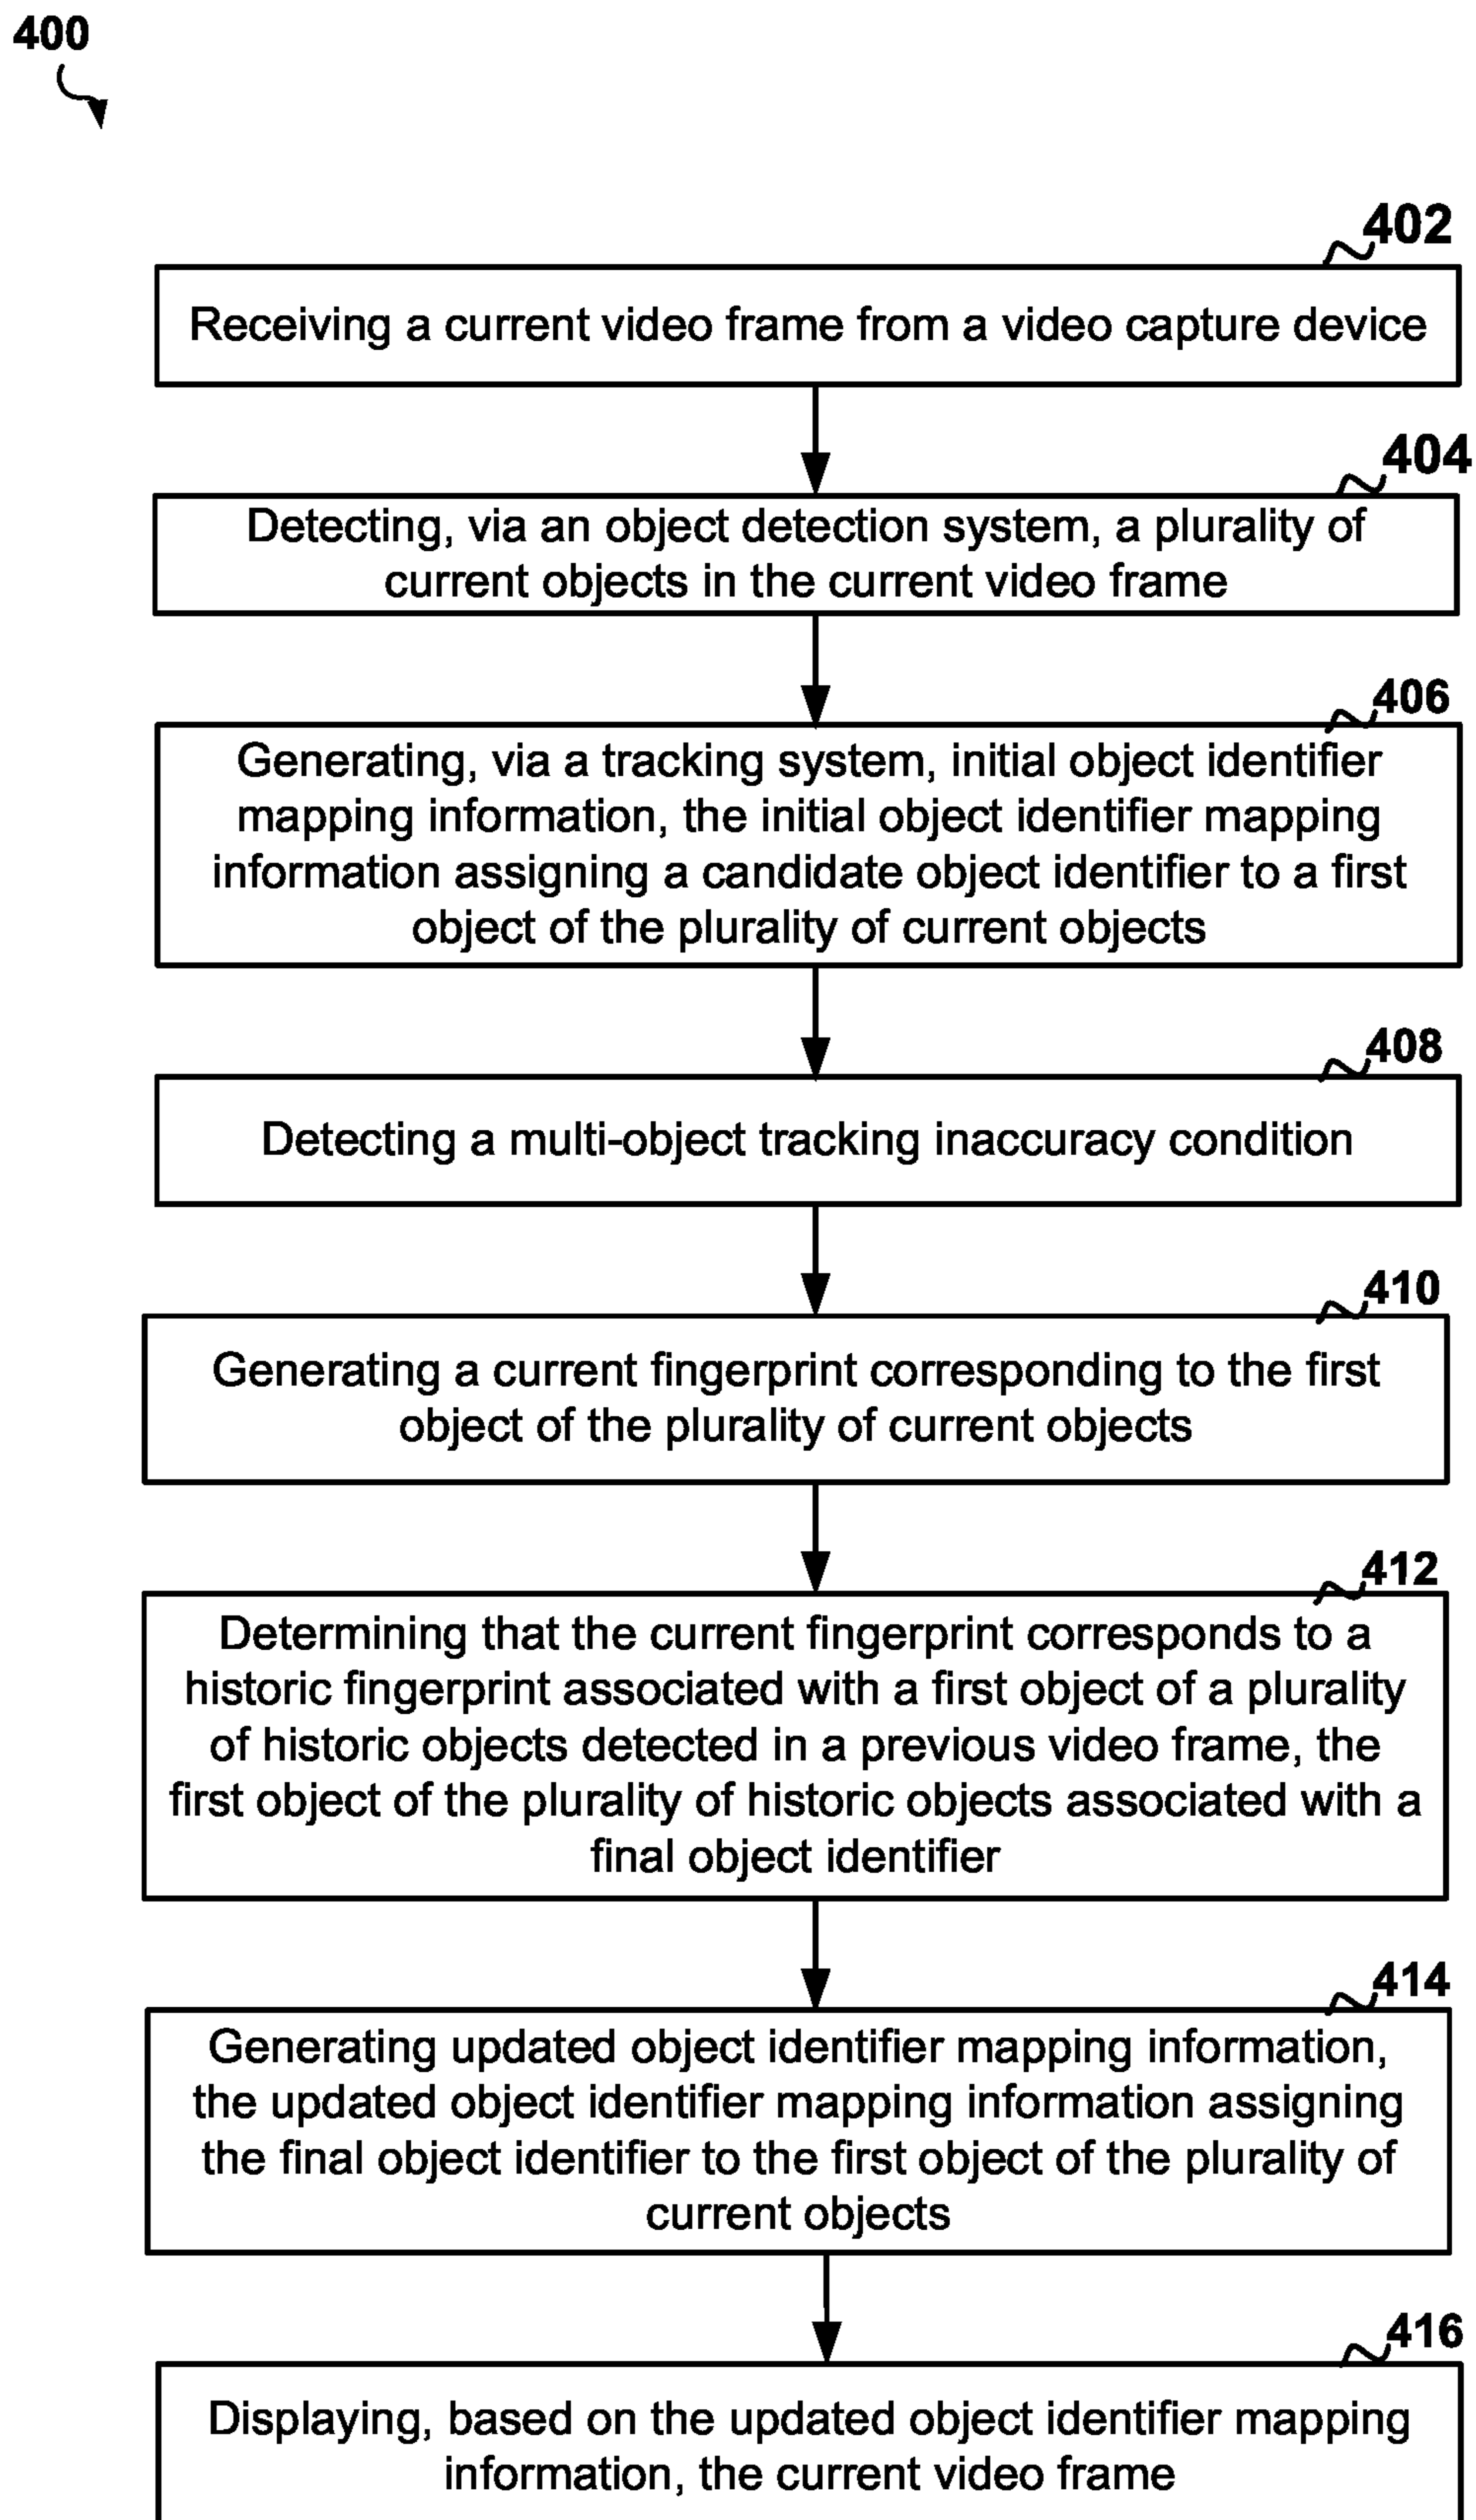 400
402
Receiving a current video frame from a video capture device
404
Detecting, via an object detection system, a plurality of
current objects in the current video frame
406
Generating, via a tracking system, initial object identifier
mapping information, the initial object identifier mapping
information assigning a candidate object identifier to a first
object of the plurality of current objects
408
Detecting a multi-object tracking inaccuracy condition
410
Generating a current fingerprint corresponding to the first
object of the plurality of current objects
412
Determining that the current fingerprint corresponds to a
historic fingerprint associated with a first object of a plurality
of historic objects detected in a previous video frame, the
first object of the plurality of historic objects associated with a
final object identifier
414
Generating updated object identifier mapping information,
the updated object identifier mapping information assigning
the final object identifier to the first object of the plurality of
current objects
416
Displaying, based on the updated object identifier mapping
information, the current video frame